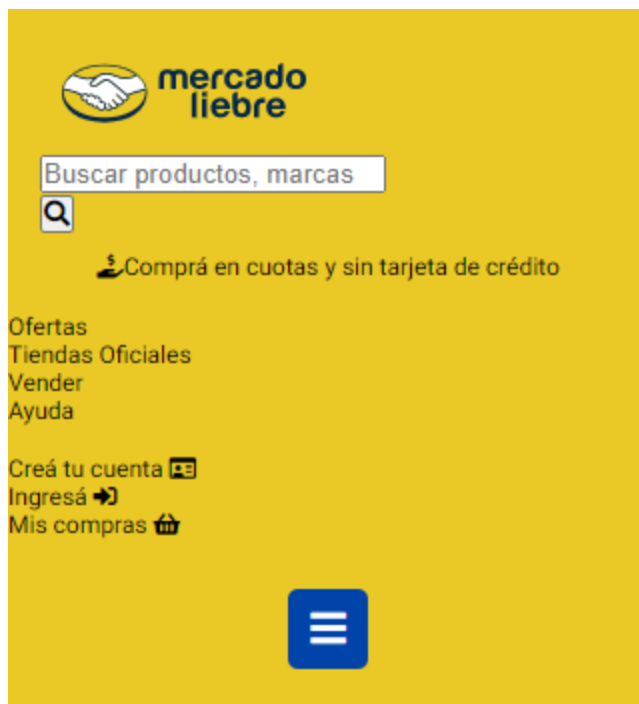 mercado
liebre
Buscar productos, marcas
Comprá en cuotas y sin tarjeta de crédito
Ofertas
Tiendas Oficiales
Vender
Ayuda
Creá tu cuenta
Ingresá
Mis compras